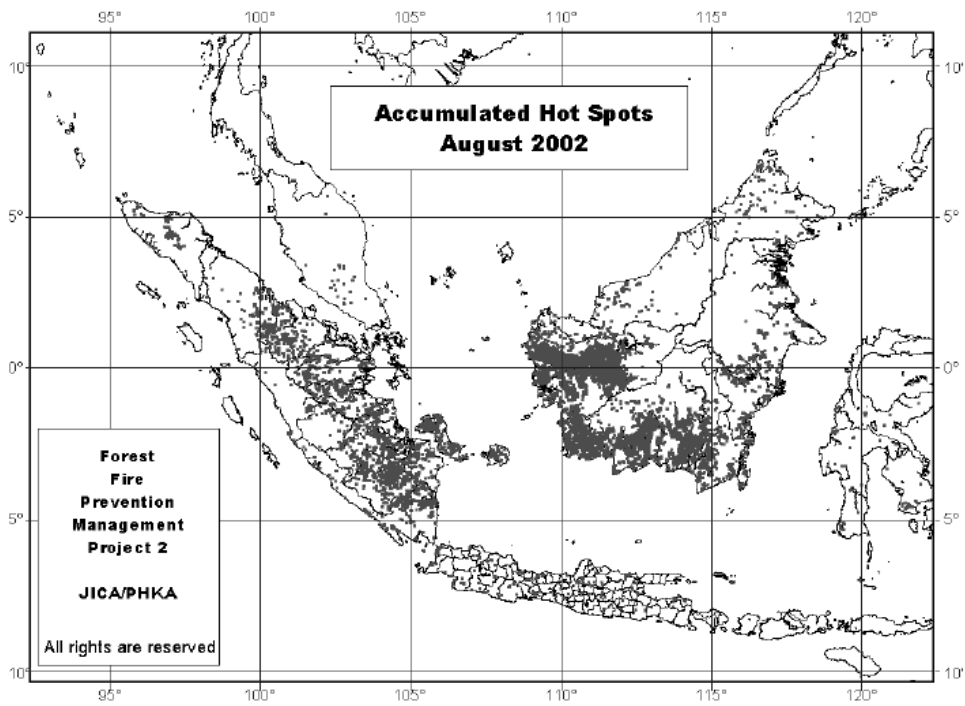 95° 100° 105° 110° 115° 120°
10° 10°
Accumulated Hot Spots
August 2002
5° 5°
0° 0°
Forest
Fire
Prevention
Management
Project 2
JICA/PHKA
All rights are reserved
5° 5°
10° 10°
95° 100° 105° 110° 115° 120°